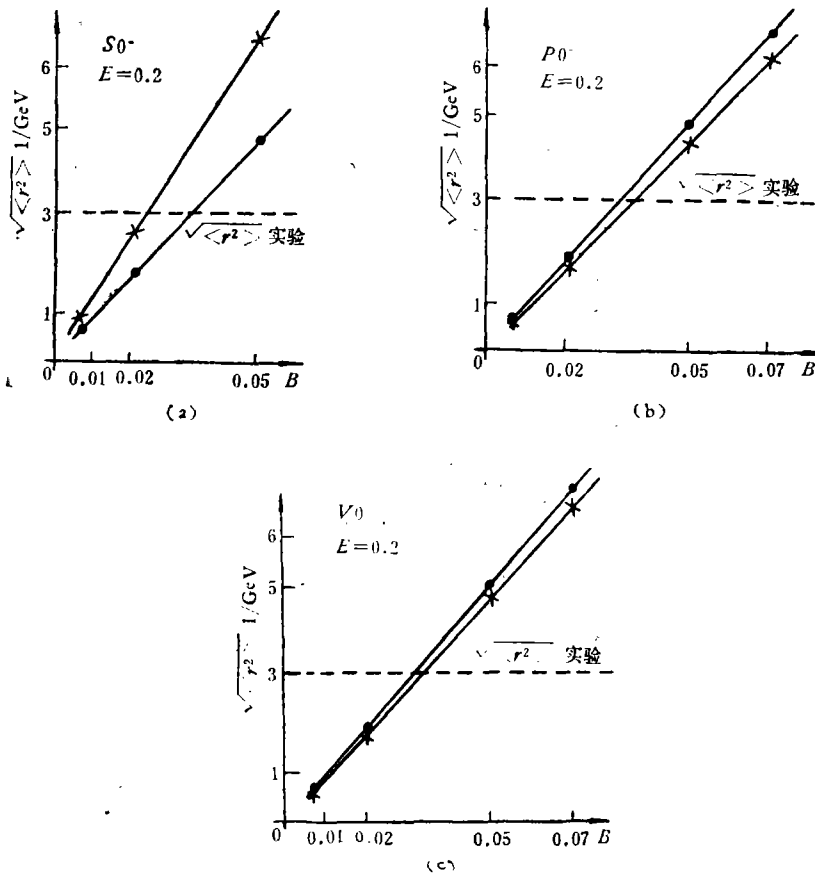 S0-
E=0.2
√<r²> 1/GeV
6
5
3
1
√<r²> 实验
0 0.01 0.02 0.05 B
(a)
P0-
E=0.2
√<r²> 1/GeV
6
5
3
1
√<r²> 实验
0 0.02 0.05 0.07 B
(b)
V0
E=0.2
√r² 1/GeV
6
5
3
1
√r² 实验
0 0.01 0.02 0.05 0.07 B
(c)